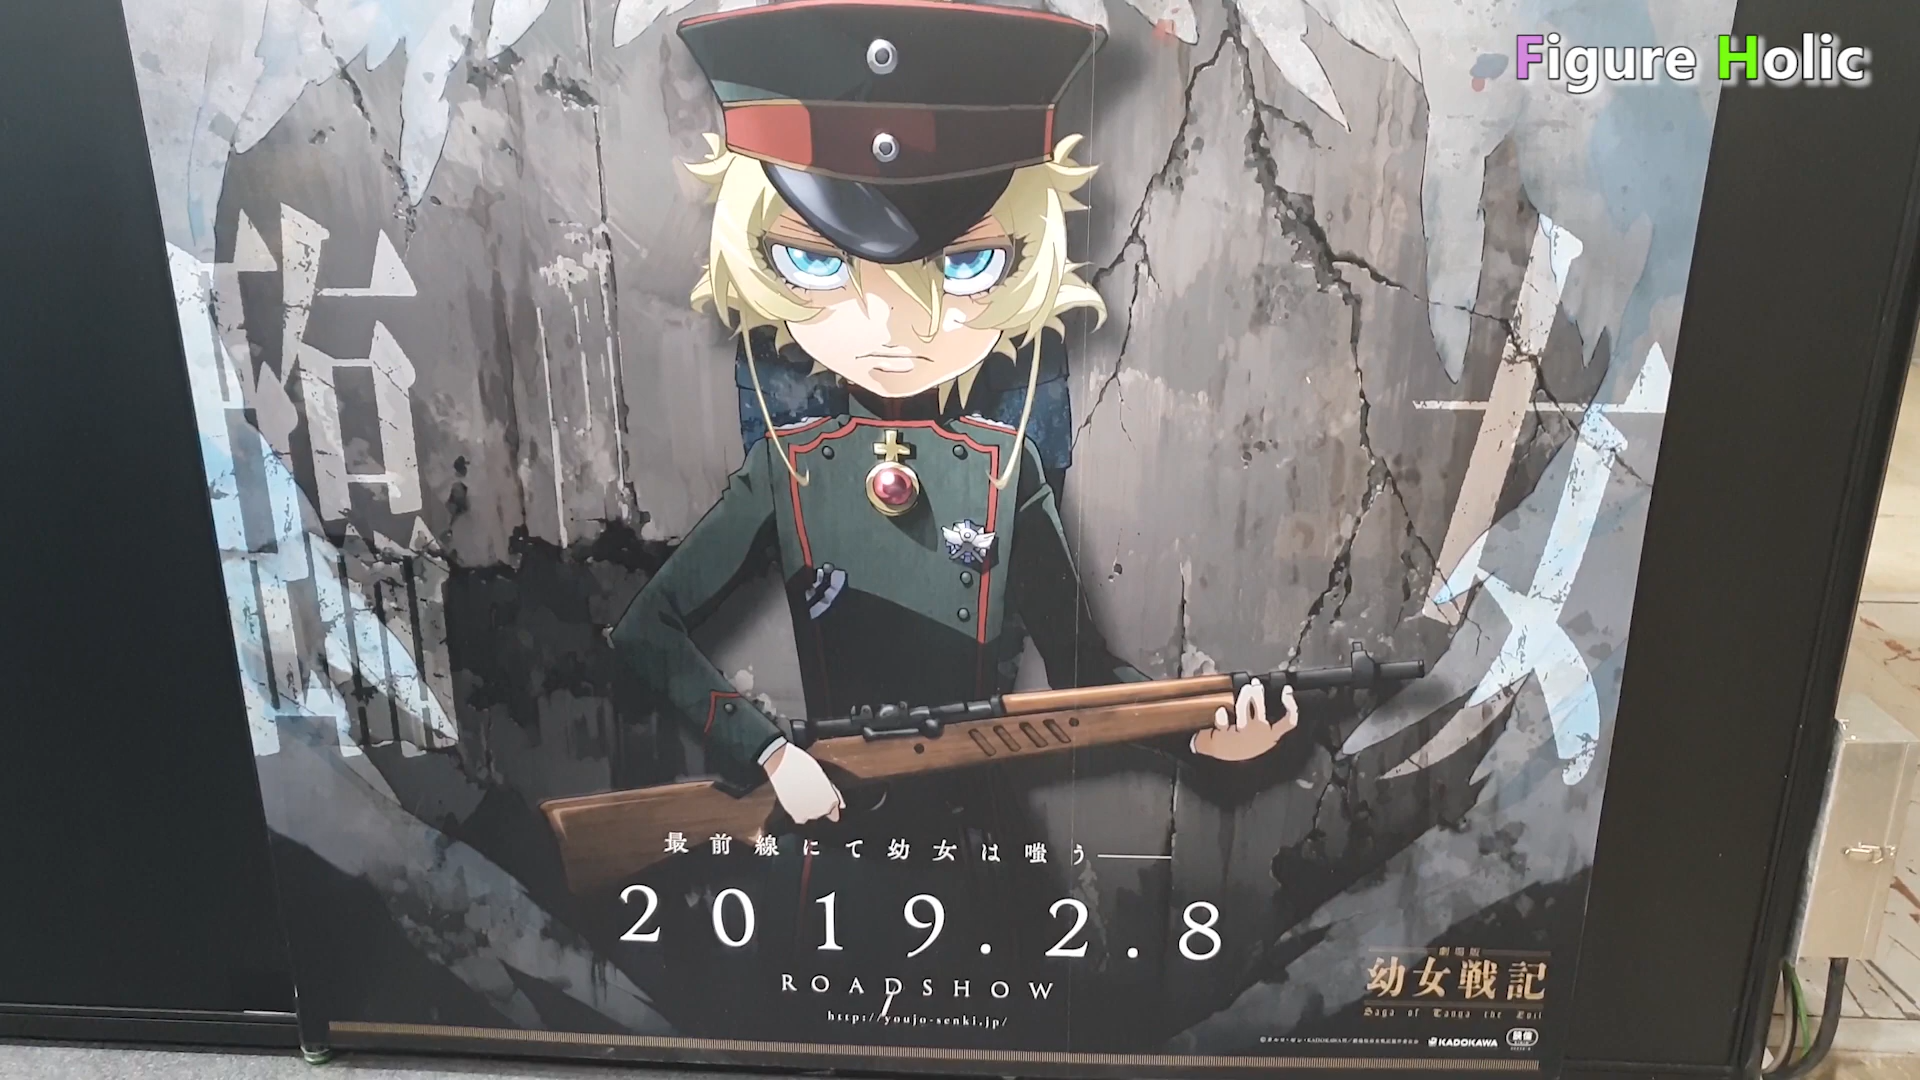 Figure Holic
最前線にて幼女は嗤う――
2019.2.8
ROADSHOW
http://youjo-senki.jp/
劇場版
幼女戦記
Saga of Tanya the Evil
KADOKAWA